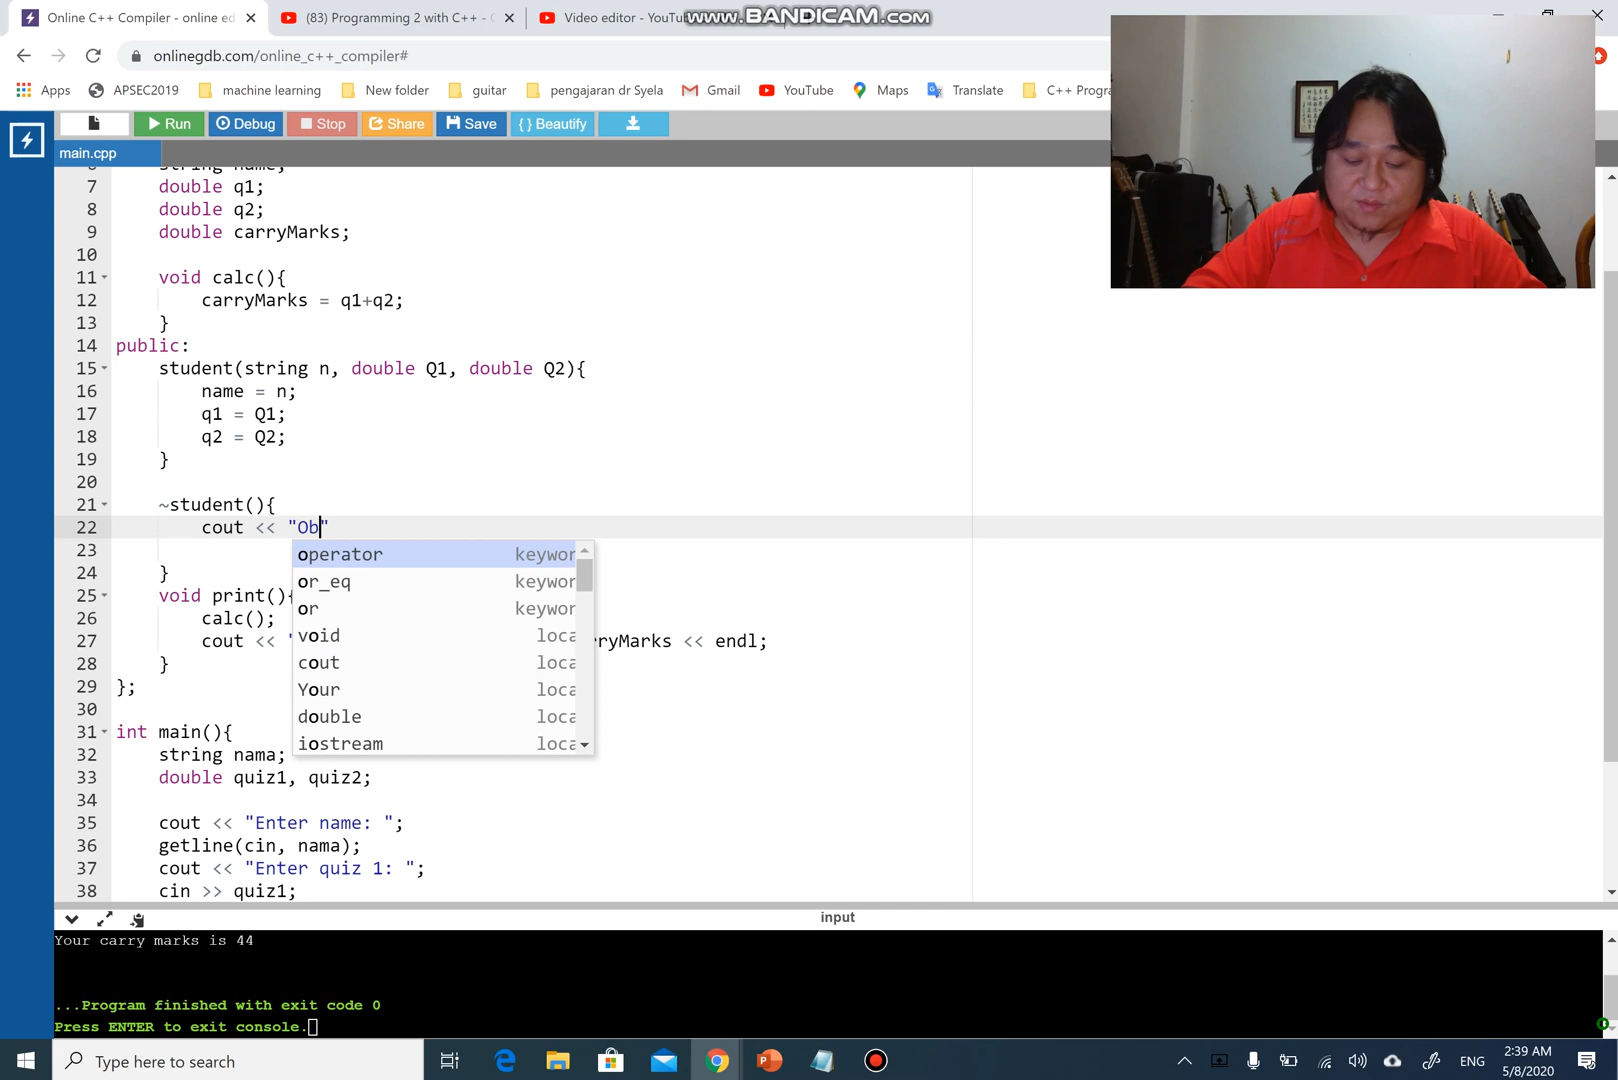 Online C++ Compiler - online ed
(83) Programming 2 with C++ - C
Video editor - YouTu
www.BANDICAM.com
onlinegdb.com/online_c++_compiler#
Apps
APSEC2019
machine learning
New folder
guitar
pengajaran dr Syela
Gmail
YouTube
Maps
Translate
C++ Progra
Run
Debug
Stop
Share
Save
{ } Beautify
main.cpp
6 string name;
7 double q1;
8 double q2;
9 double carryMarks;
10
11 void calc(){
12 carryMarks = q1+q2;
13 }
14 public:
15 student(string n, double Q1, double Q2){
16 name = n;
17 q1 = Q1;
18 q2 = Q2;
19 }
20
21 ~student(){
22 cout << "Ob"
23
24 }
25 void print(){
26 calc();
27 cout << " rryMarks << endl;
28 }
29 };
30
31 int main(){
32 string nama;
33 double quiz1, quiz2;
34
35 cout << "Enter name: ";
36 getline(cin, nama);
37 cout << "Enter quiz 1: ";
38 cin >> quiz1;
operator keywor
or_eq keywor
or keywor
void loca
cout loca
Your loca
double loca
iostream loca
input
Your carry marks is 44
...Program finished with exit code 0
Press ENTER to exit console.
Type here to search
ENG
2:39 AM
5/8/2020